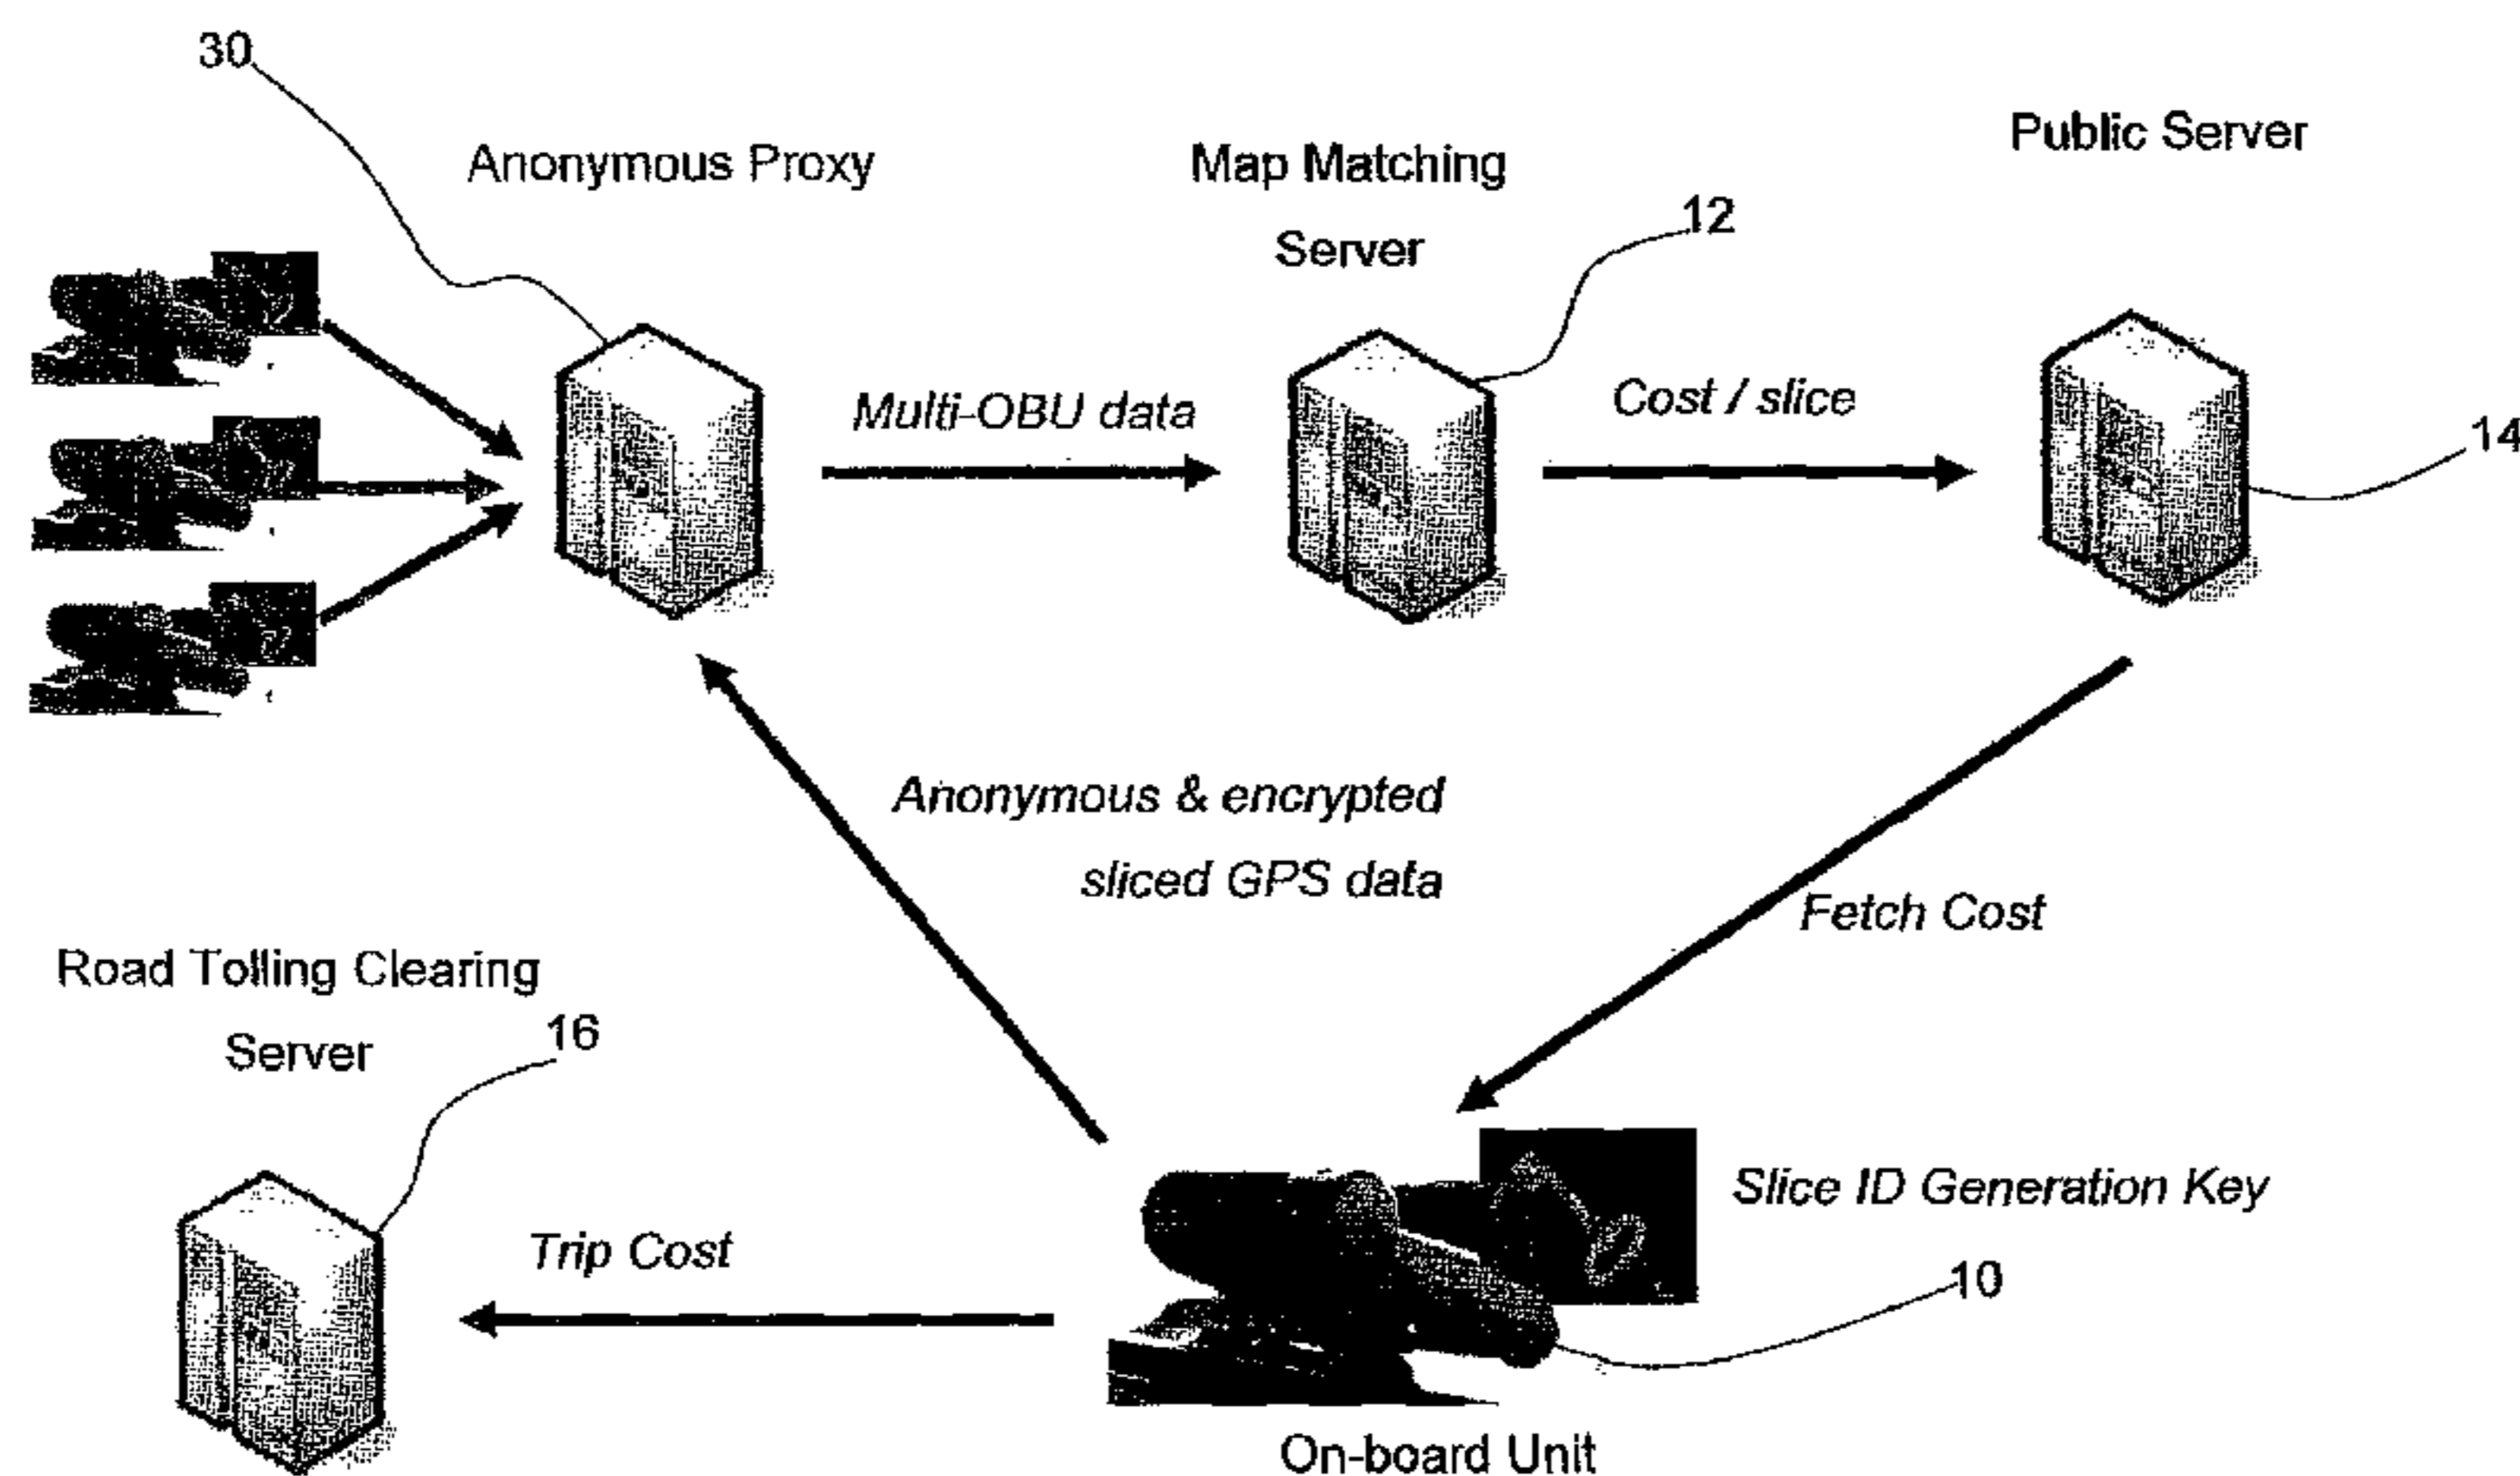 30
Anonymous Proxy
Map Matching
Server
12
Public Server
14
Multi-OBU data
Cost / slice
Anonymous & encrypted
sliced GPS data
Fetch Cost
Road Tolling Clearing
Server
16
Trip Cost
Slice ID Generation Key
10
On-board Unit